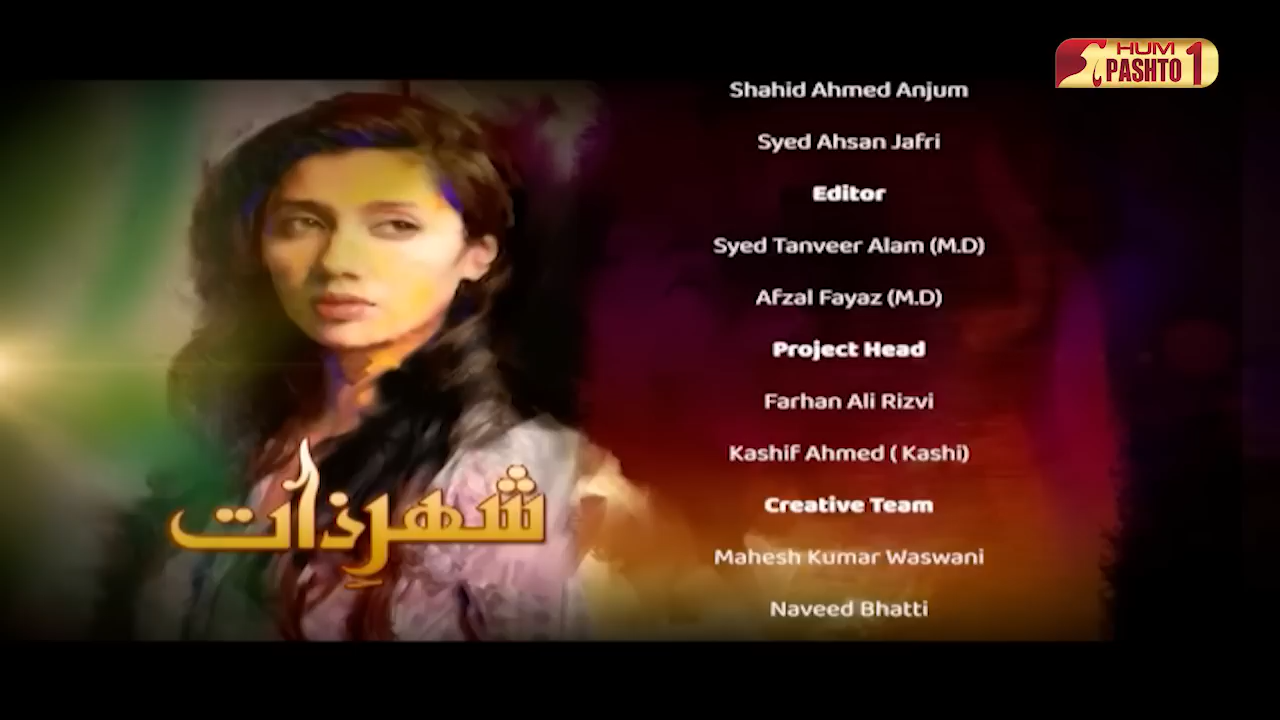 HUM
PASHTO 1
Shahid Ahmed Anjum
Syed Ahsan Jafri
Editor
Syed Tanveer Alam (M.D)
Afzal Fayaz (M.D)
Project Head
Farhan Ali Rizvi
Kashif Ahmed ( Kashi)
Creative Team
Mahesh Kumar Waswani
Naveed Bhatti
شهرِذات